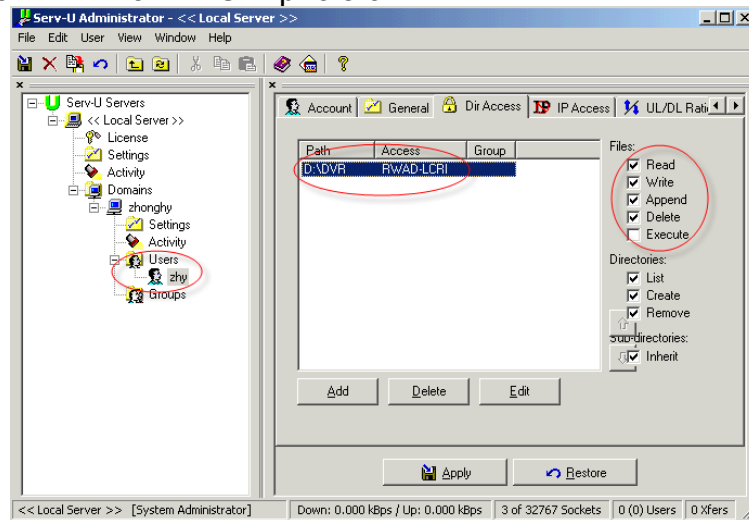 Serv-U Administrator - << Local Server >>
File Edit User View Window Help
Serv-U Servers
<< Local Server >>
License
Settings
Activity
Domains
zhonghy
Settings
Activity
Users
zhy
Groups
Account General Dir Access IP Access UL/DL Rati
Path Access Group
D:\DVR RWAD-LCRI
Files:
Read
Write
Append
Delete
Execute
Directories:
List
Create
Remove
Sub-directories:
Inherit
Add Delete Edit
Apply Restore
<< Local Server >> [System Administrator] Down: 0.000 kBps / Up: 0.000 kBps 3 of 32767 Sockets 0 (0) Users 0 Xfers